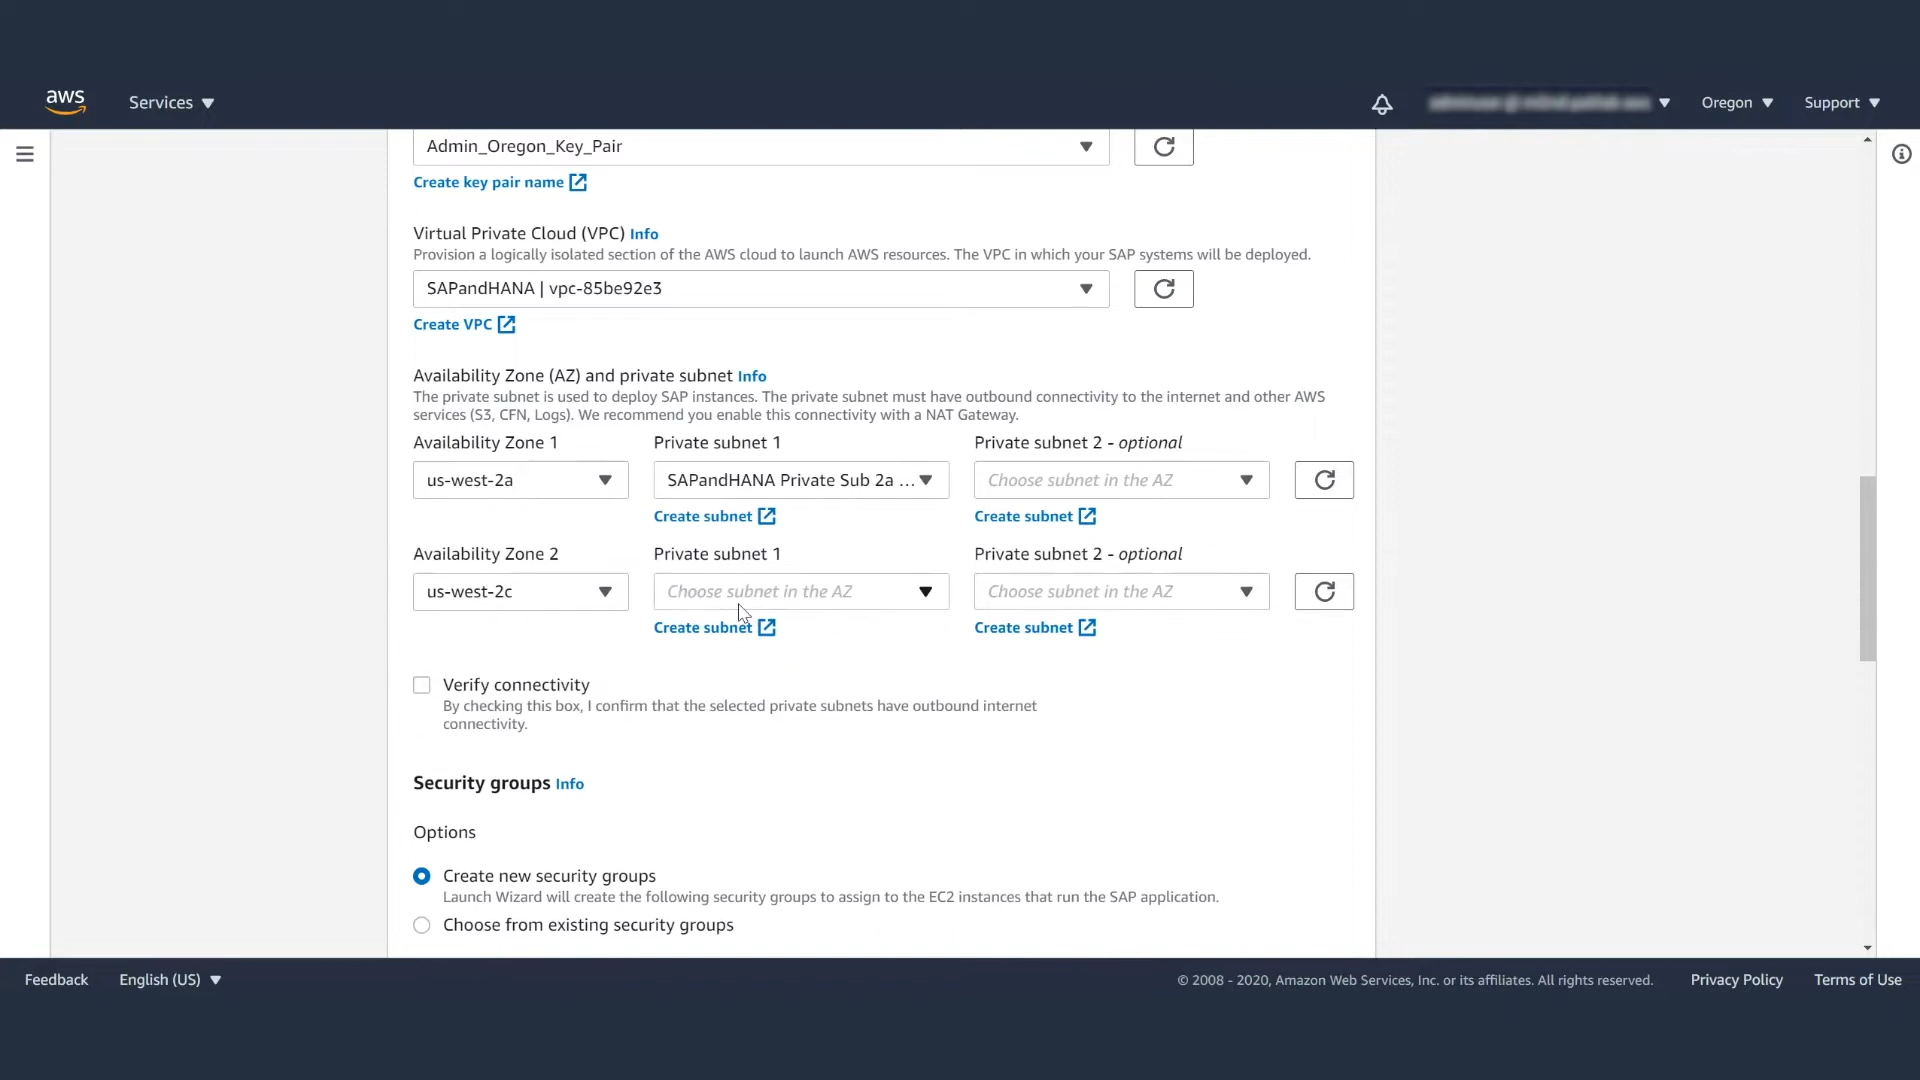 aws
Services
Oregon
Support
Admin_Oregon_Key_Pair
Create key pair name
Virtual Private Cloud (VPC) Info
Provision a logically isolated section of the AWS cloud to launch AWS resources. The VPC in which your SAP systems will be deployed.
SAPandHANA | vpc-85be92e3
Create VPC
Availability Zone (AZ) and private subnet Info
The private subnet is used to deploy SAP instances. The private subnet must have outbound connectivity to the internet and other AWS
services (S3, CFN, Logs). We recommend you enable this connectivity with a NAT Gateway.
Availability Zone 1 Private subnet 1 Private subnet 2 - optional
us-west-2a SAPandHANA Private Sub 2a ... Choose subnet in the AZ
Create subnet Create subnet
Availability Zone 2 Private subnet 1 Private subnet 2 - optional
us-west-2c Choose subnet in the AZ Choose subnet in the AZ
Create subnet Create subnet
Verify connectivity
By checking this box, I confirm that the selected private subnets have outbound internet
connectivity.
Security groups Info
Options
Create new security groups
Launch Wizard will create the following security groups to assign to the EC2 instances that run the SAP application.
Choose from existing security groups
Feedback English (US) © 2008 - 2020, Amazon Web Services, Inc. or its affiliates. All rights reserved. Privacy Policy Terms of Use